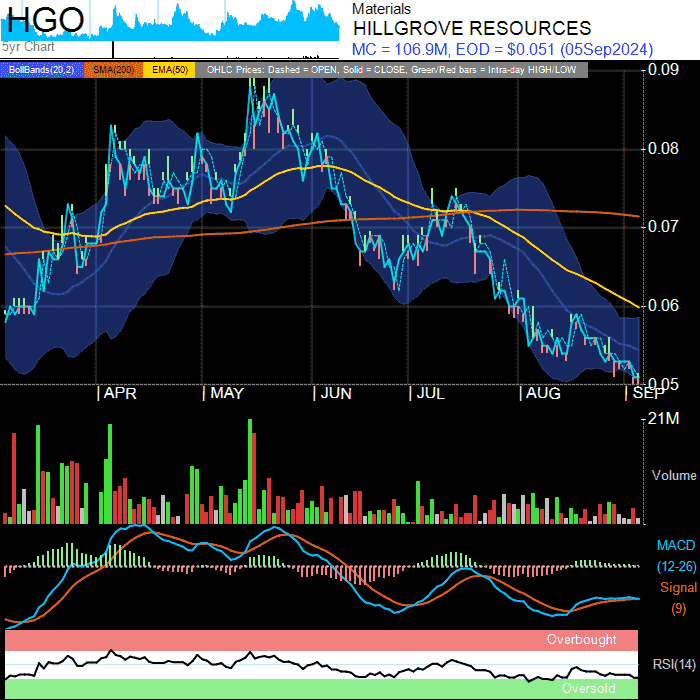 HGO
5yr Chart
Materials
HILLGROVE RESOURCES
MC = 106.9M, EOD = $0.051 (05Sep2024)
BollBands(20,2) SMA(200) EMA(50) OHLC Prices: Dashed = OPEN, Solid = CLOSE, Green/Red bars = Intra-day HIGH/LOW
0.09
0.08
0.07
0.06
0.05
APR MAY JUN JUL AUG SEP
21M
Volume
MACD
(12-26)
Signal
(9)
Overbought
RSI(14)
Oversold